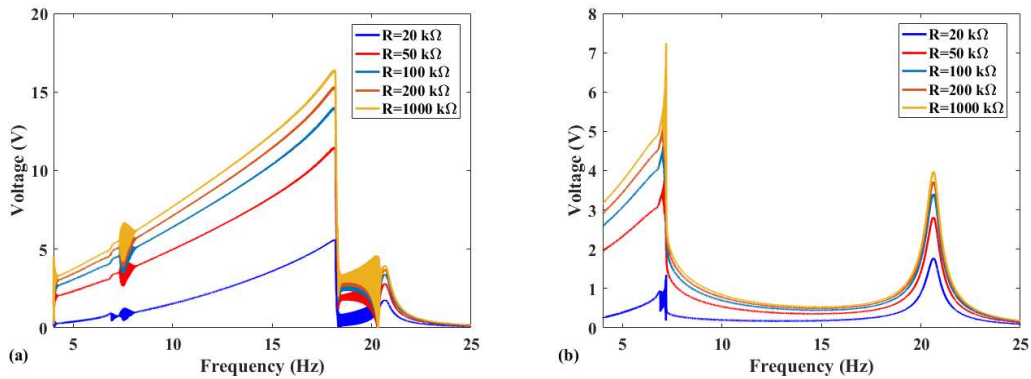 20
15
10
5
0
Voltage (V)
5
10
15
20
25
Frequency (Hz)
R=20 kΩ
R=50 kΩ
R=100 kΩ
R=200 kΩ
R=1000 kΩ
(a)
8
7
6
5
4
3
2
1
0
Voltage (V)
5
10
15
20
25
Frequency (Hz)
R=20 kΩ
R=50 kΩ
R=100 kΩ
R=200 kΩ
R=1000 kΩ
(b)